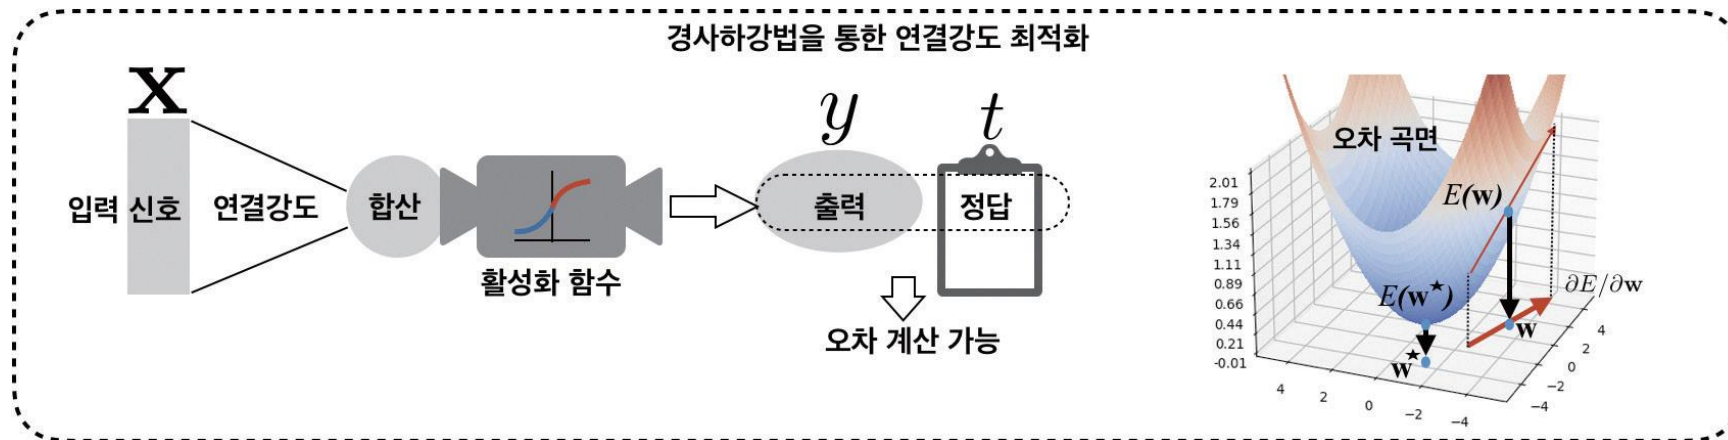 경사하강법을 통한 연결강도 최적화
x
입력 신호
연결강도
합산
활성화 함수
y
출력
t
정답
오차 계산 가능
오차 곡면
E(w)
E(w★)
∂E/∂w
w
w★
2.01
1.79
1.56
1.34
1.11
0.89
0.66
0.44
0.21
-0.01
4
2
0
−2
−4
4
2
0
−2
−4